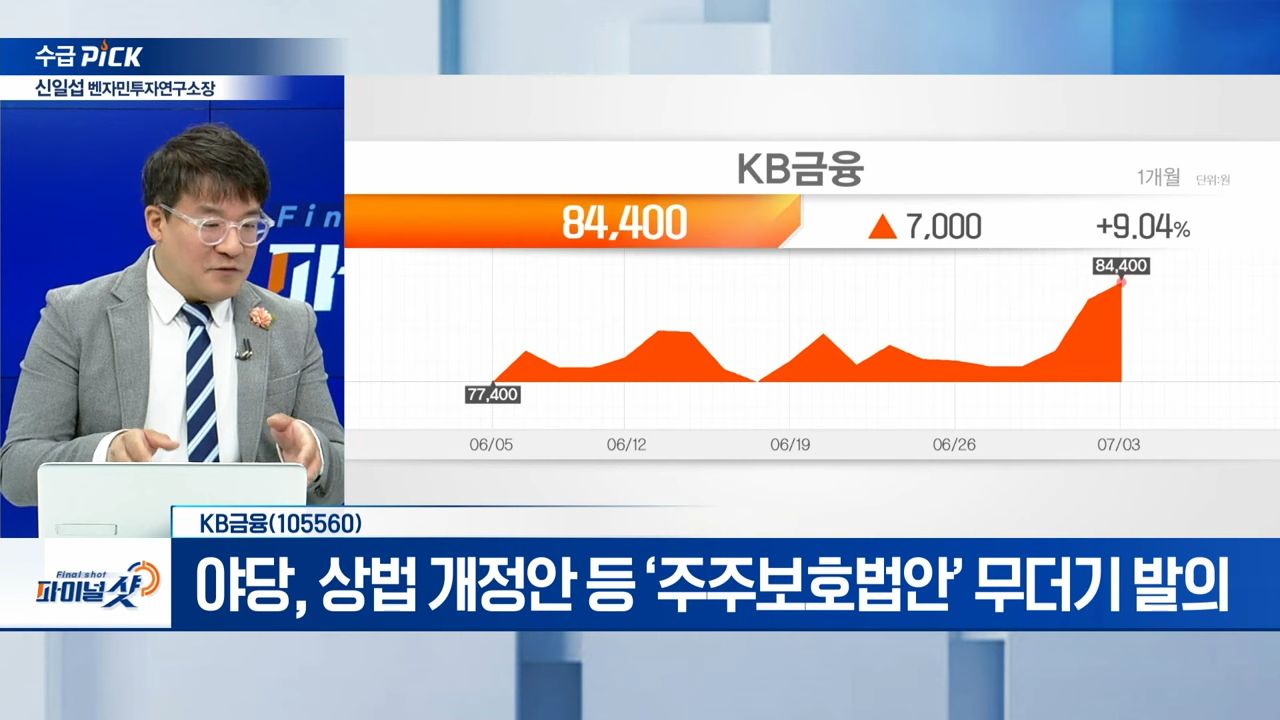 수급 PiCK
신일섭 벤자민투자연구소장
Fin
파이
KB금융
1개월 단위:원
84,400 ▲ 7,000 +9.04%
84,400
77,400
06/05 06/12 06/19 06/26 07/03
KB금융(105560)
Final shot
파이널샷
야당, 상법 개정안 등 ‘주주보호법안’ 무더기 발의